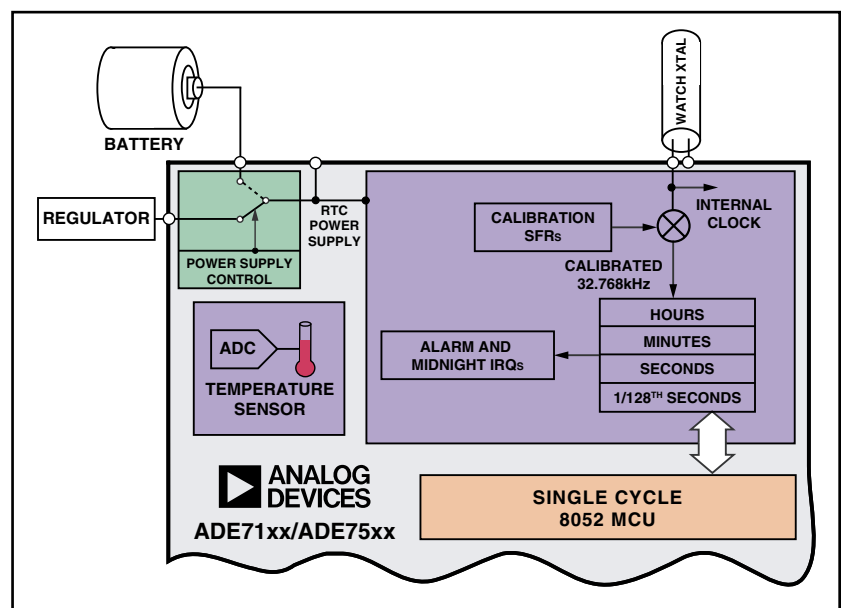 BATTERY
WATCH XTAL
REGULATOR
POWER SUPPLY
CONTROL
RTC
POWER
SUPPLY
CALIBRATION
SFRs
INTERNAL
CLOCK
CALIBRATED
32.768kHz
HOURS
MINUTES
SECONDS
1/128TH SECONDS
ALARM AND
MIDNIGHT IRQs
ADC
TEMPERATURE
SENSOR
ANALOG
DEVICES
ADE71xx/ADE75xx
SINGLE CYCLE
8052 MCU